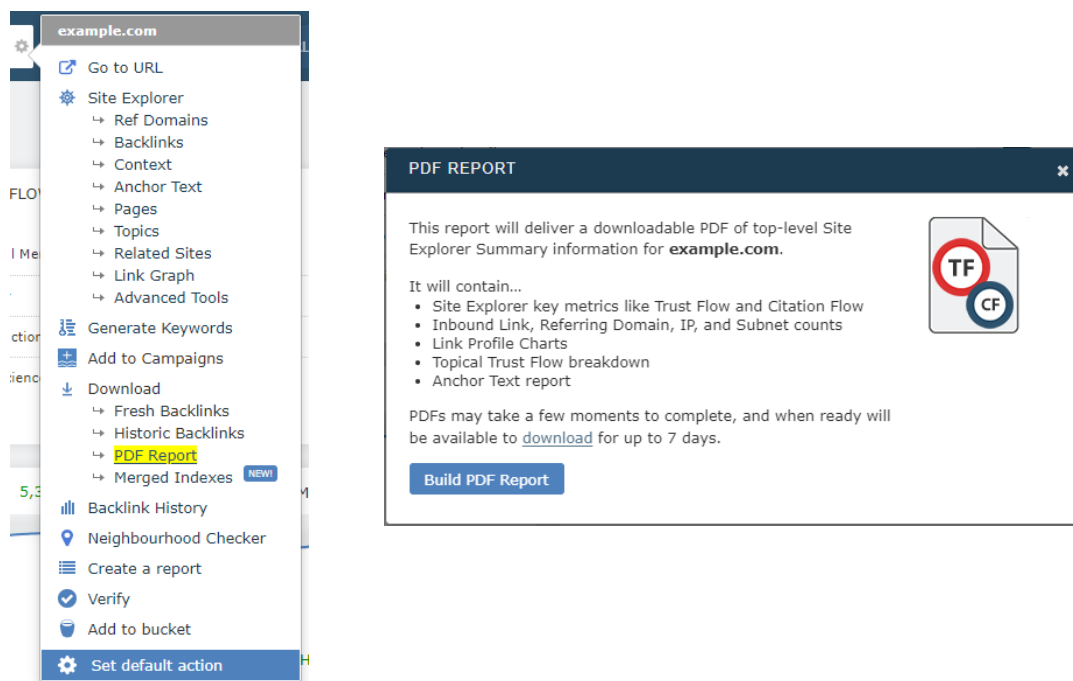 example.com
Go to URL
Site Explorer
Ref Domains
Backlinks
Context
Anchor Text
Pages
Topics
Related Sites
Link Graph
Advanced Tools
Generate Keywords
Add to Campaigns
Download
Fresh Backlinks
Historic Backlinks
PDF Report
Merged Indexes NEW!
Backlink History
Neighbourhood Checker
Create a report
Verify
Add to bucket
Set default action
PDF REPORT
This report will deliver a downloadable PDF of top-level Site
Explorer Summary information for example.com.
It will contain...
• Site Explorer key metrics like Trust Flow and Citation Flow
• Inbound Link, Referring Domain, IP, and Subnet counts
• Link Profile Charts
• Topical Trust Flow breakdown
• Anchor Text report
PDFs may take a few moments to complete, and when ready will
be available to download for up to 7 days.
Build PDF Report
TF
CF